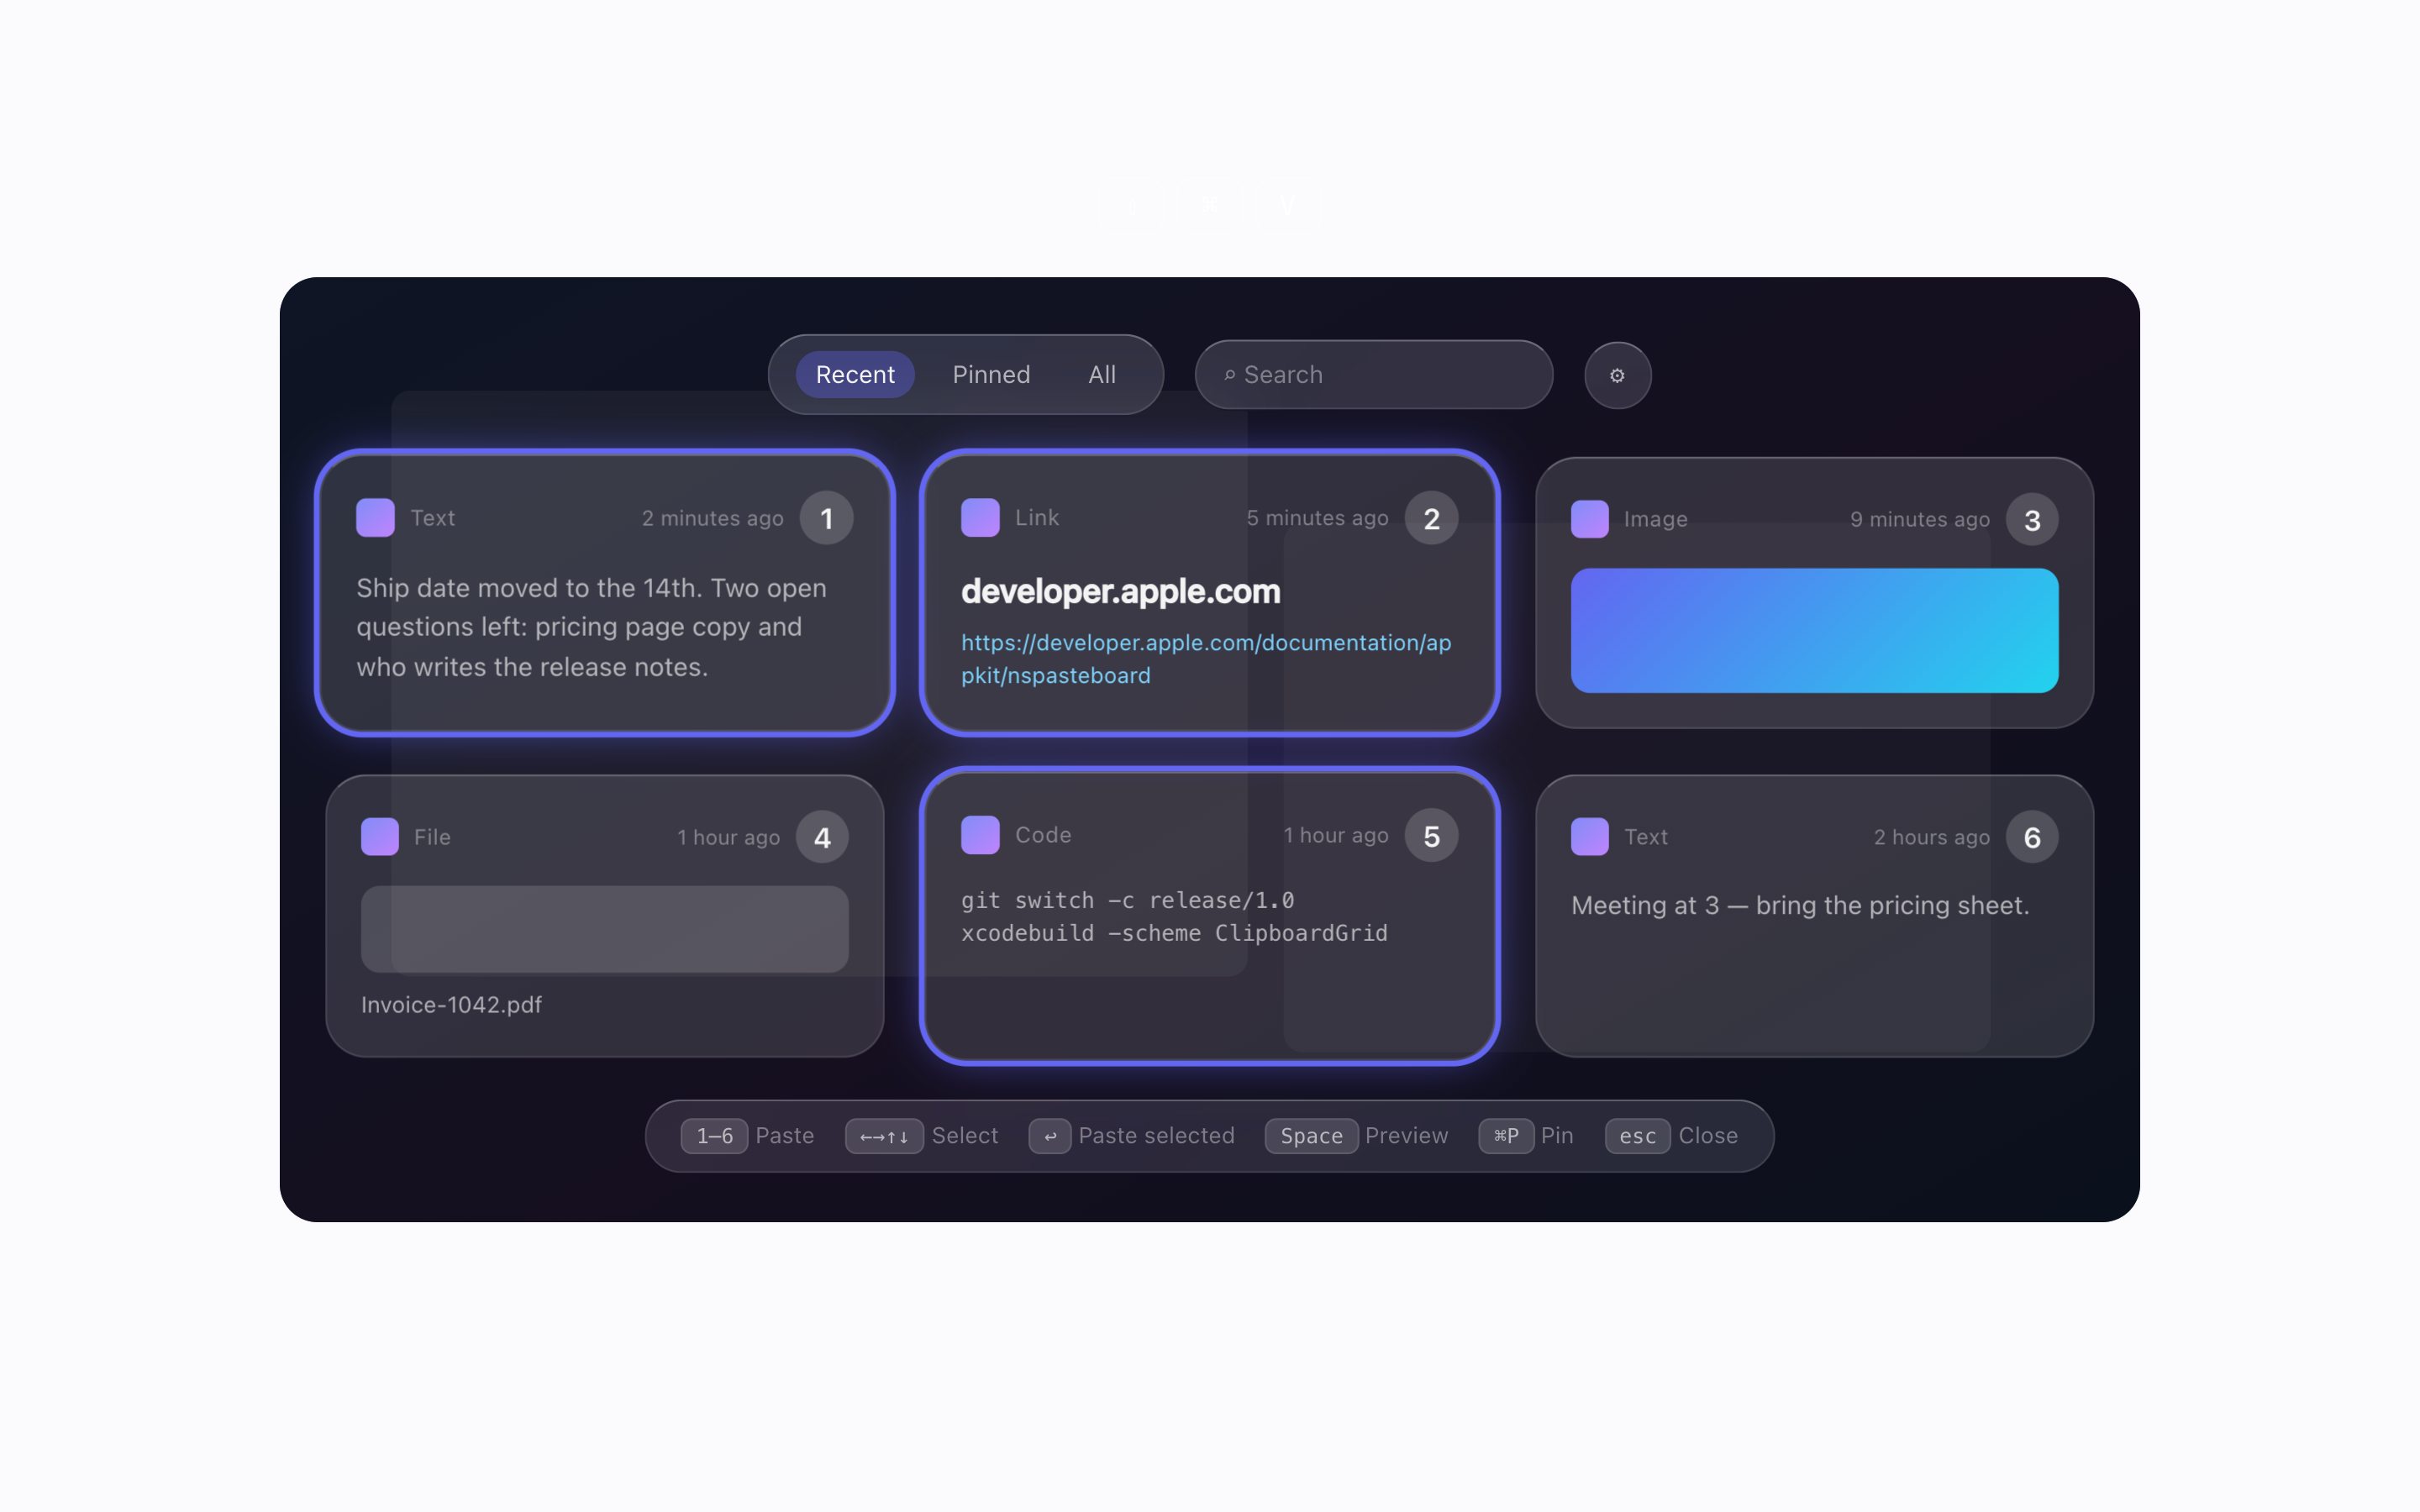 V
Recent Pinned All
Search
Text 2 minutes ago 1
Ship date moved to the 14th. Two open
questions left: pricing page copy and
who writes the release notes.
Link 5 minutes ago 2
developer.apple.com
https://developer.apple.com/documentation/ap
pkit/nspasteboard
Image 9 minutes ago 3
File 1 hour ago 4
Invoice-1042.pdf
Code 1 hour ago 5
git switch -c release/1.0
xcodebuild -scheme ClipboardGrid
Text 2 hours ago 6
Meeting at 3 — bring the pricing sheet.
1–6 Paste ←→↑↓ Select ↩ Paste selected Space Preview ⌘P Pin esc Close